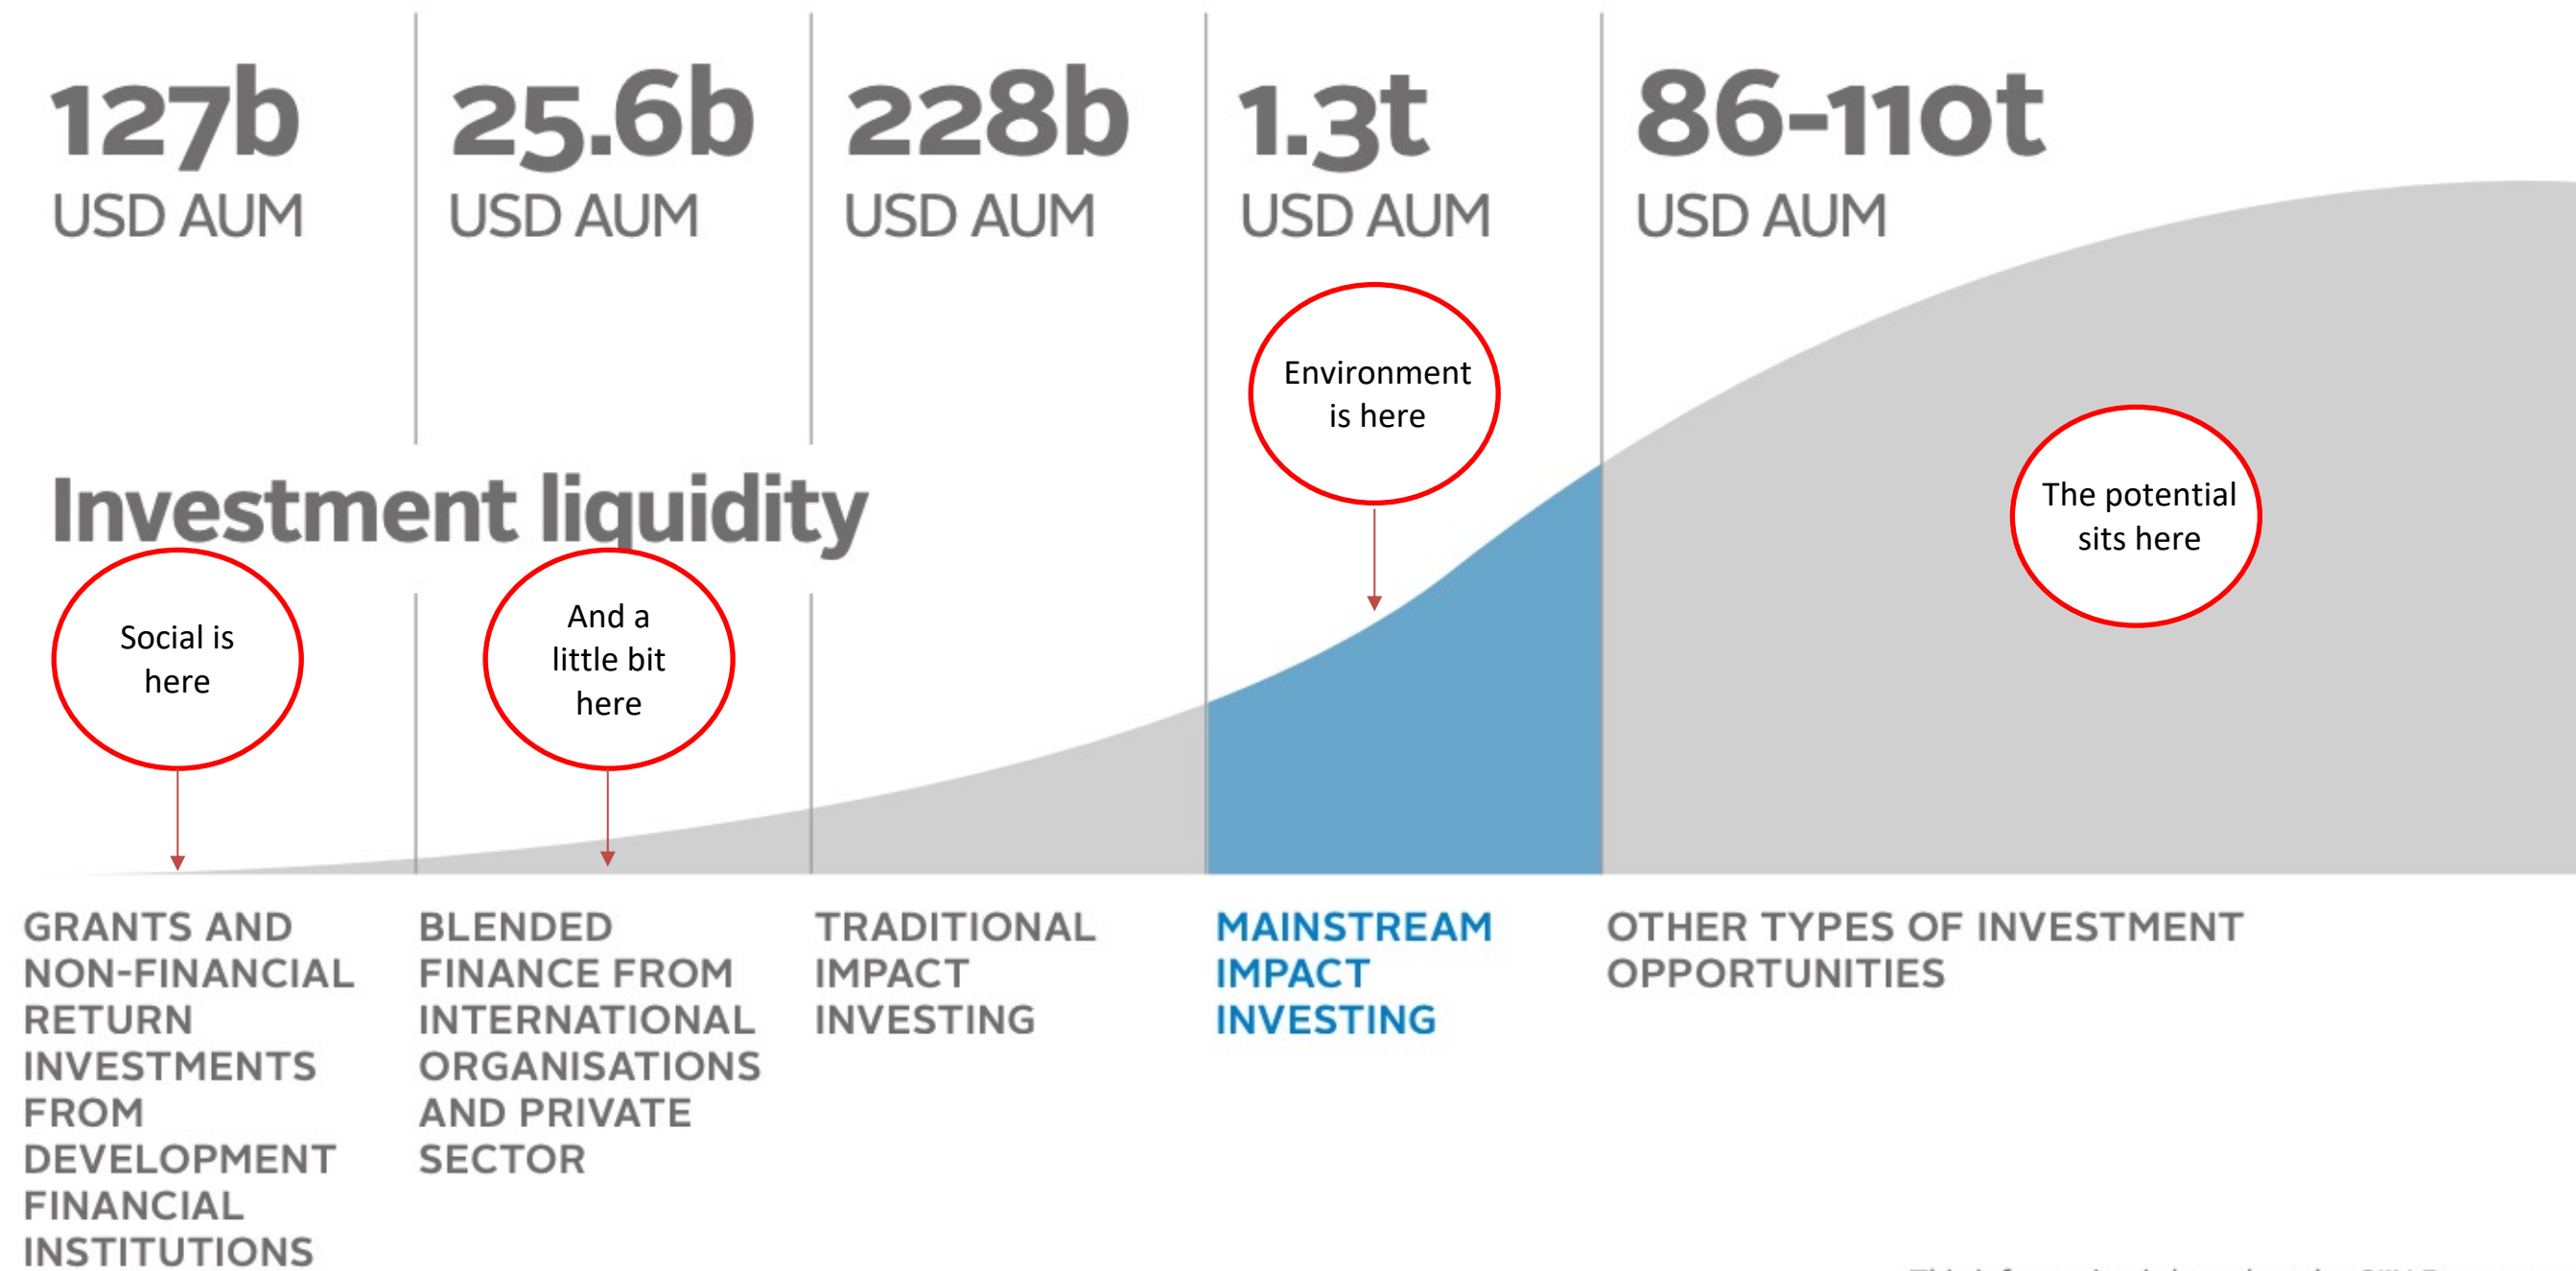 127b
USD AUM
25.6b
USD AUM
228b
USD AUM
1.3t
USD AUM
86-110t
USD AUM
Environment
is here
The potential
sits here
Investment liquidity
Social is
here
And a
little bit
here
GRANTS AND
NON-FINANCIAL
RETURN
INVESTMENTS
FROM
DEVELOPMENT
FINANCIAL
INSTITUTIONS
BLENDED
FINANCE FROM
INTERNATIONAL
ORGANISATIONS
AND PRIVATE
SECTOR
TRADITIONAL
IMPACT
INVESTING
MAINSTREAM
IMPACT
INVESTING
OTHER TYPES OF INVESTMENT
OPPORTUNITIES